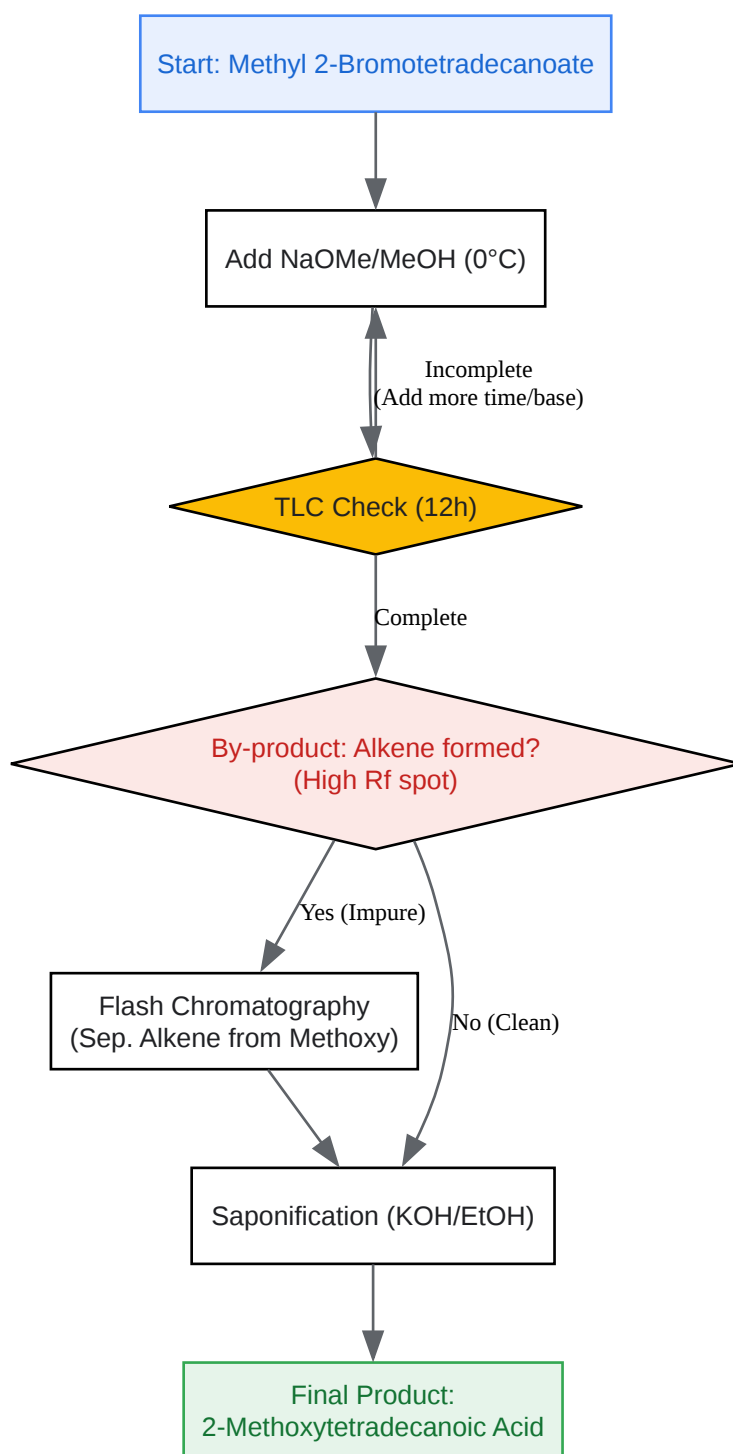 Start: Methyl 2-Bromotetradecanoate
Add NaOMe/MeOH (0°C)
Incomplete
(Add more time/base)
TLC Check (12h)
Complete
By-product: Alkene formed?
(High Rf spot)
Yes (Impure)
Flash Chromatography
(Sep. Alkene from Methoxy)
No (Clean)
Saponification (KOH/EtOH)
Final Product:
2-Methoxytetradecanoic Acid